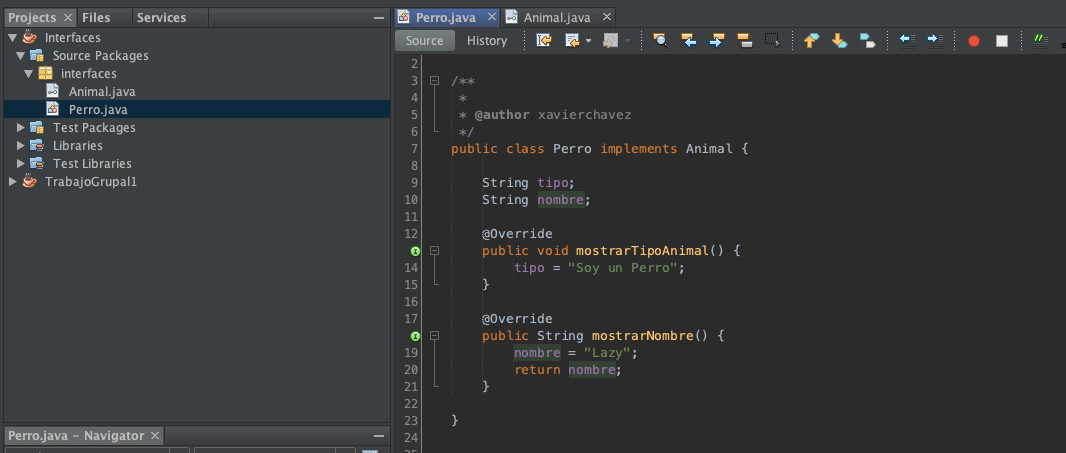 Projects Files Services
Interfaces
Source Packages
interfaces
Animal.java
Perro.java
Test Packages
Libraries
Test Libraries
TrabajoGrupal1
Perro.java – Navigator
Perro.java Animal.java
Source History
2
3 /**
4 *
5 * @author xavierchavez
6 */
7 public class Perro implements Animal {
8
9 String tipo;
10 String nombre;
11
12 @Override
public void mostrarTipoAnimal() {
14 tipo = "Soy un Perro";
15 }
16
17 @Override
public String mostrarNombre() {
19 nombre = "Lazy";
20 return nombre;
21 }
22
23 }
24